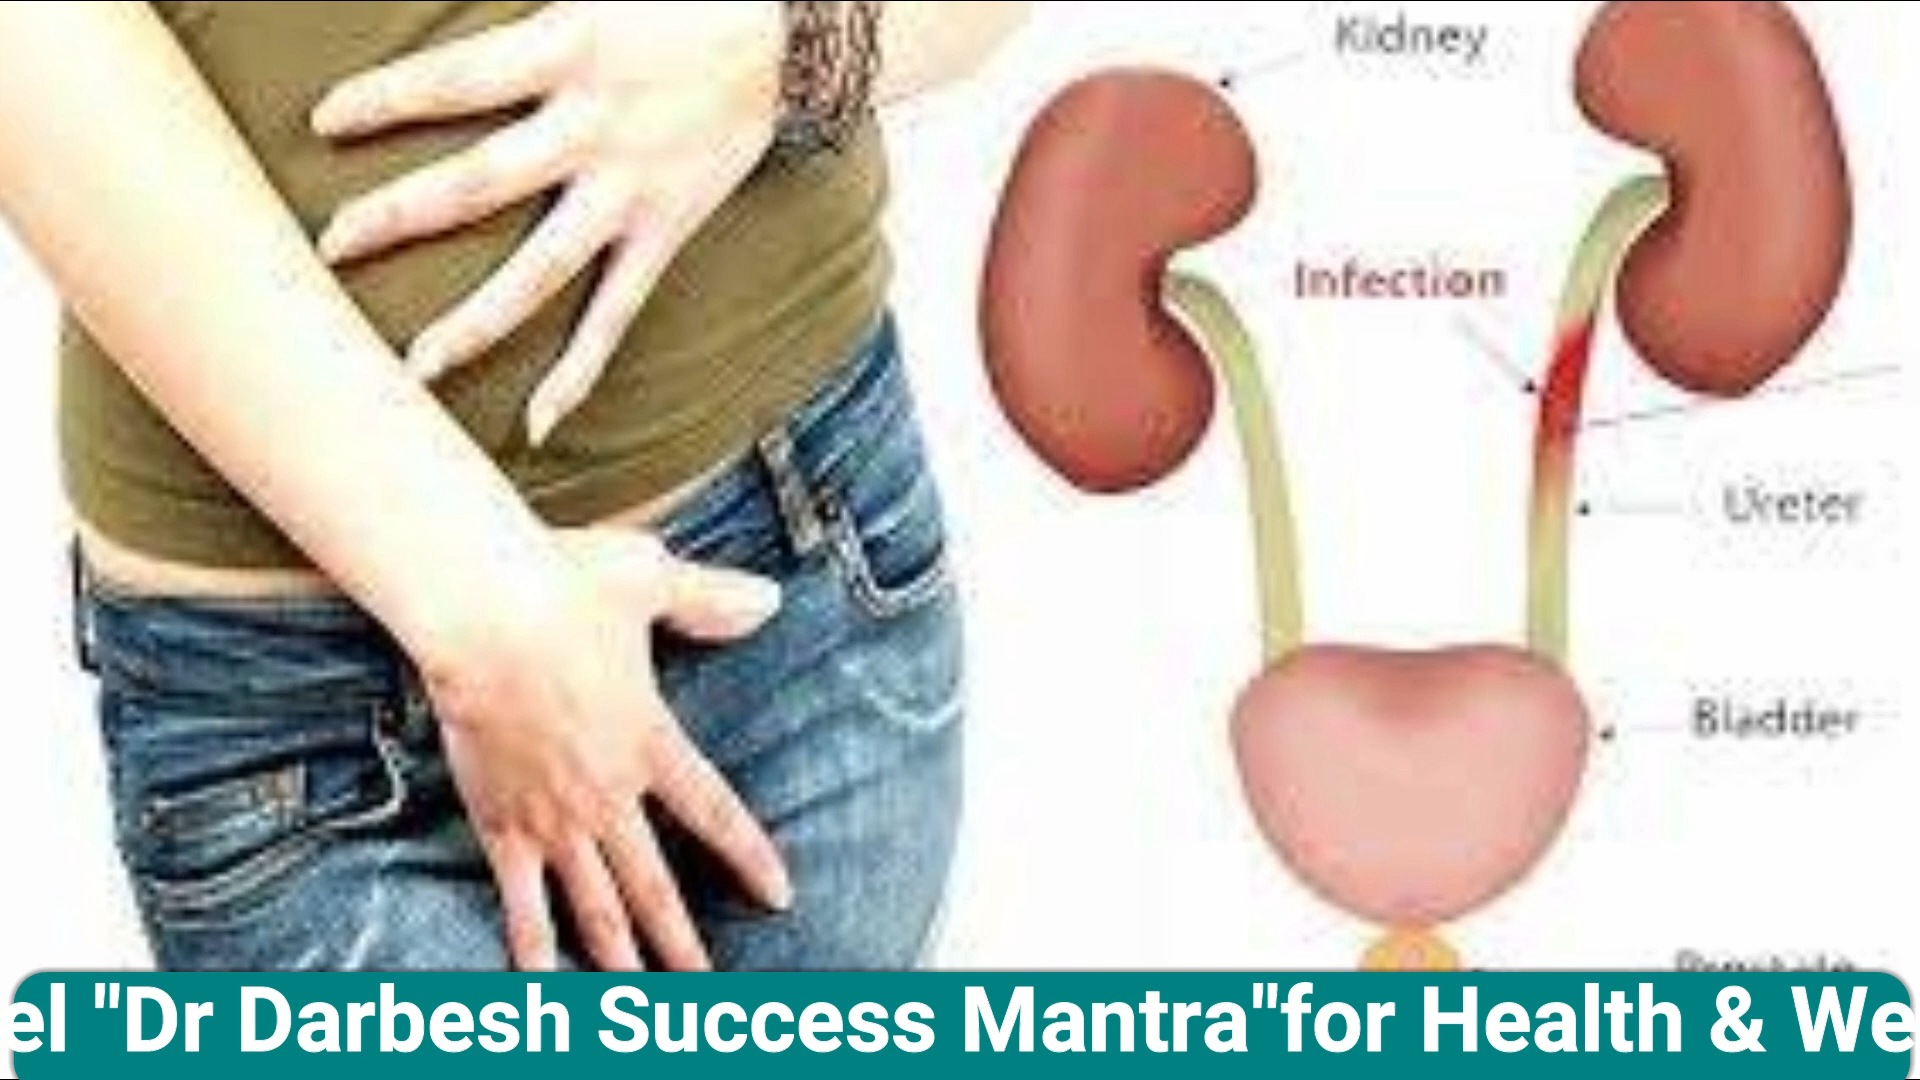 Kidney
Infection
Ureter
Bladder
el "Dr Darbesh Success Mantra"for Health & We